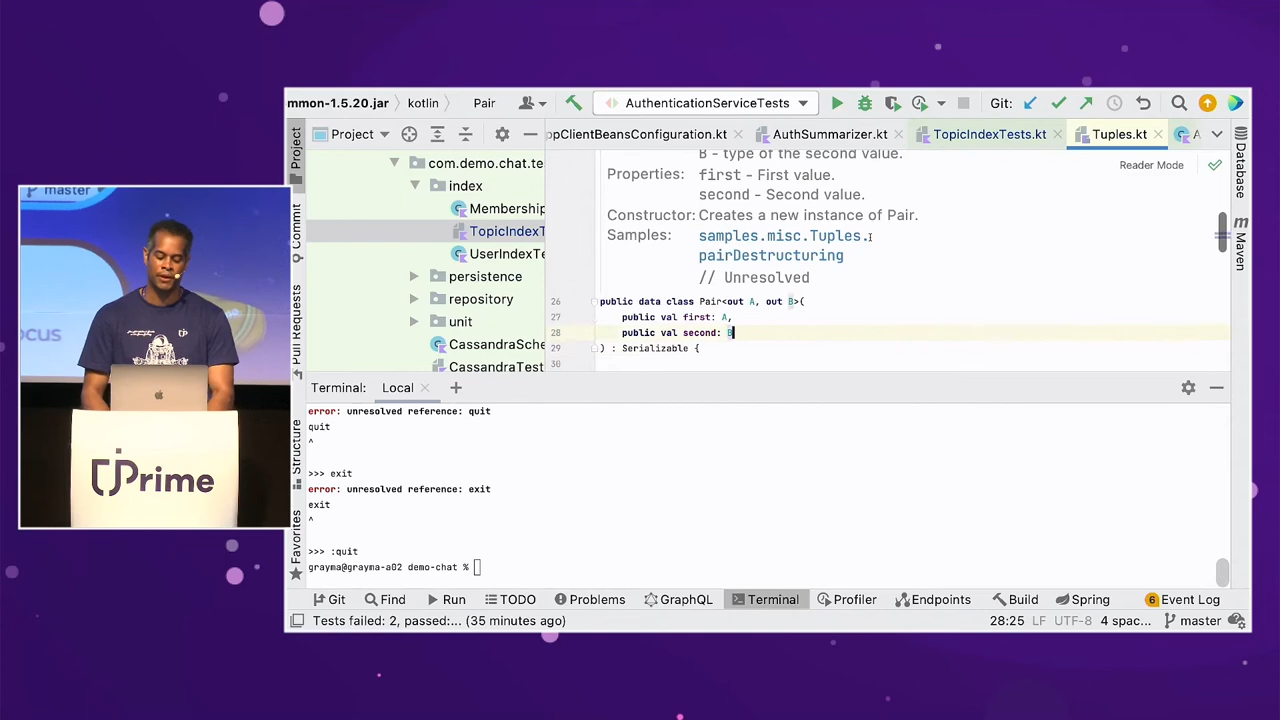 mmon-1.5.20.jar
kotlin
Pair
AuthenticationServiceTests
Git:
Project
ppClientBeansConfiguration.kt
AuthSummarizer.kt
TopicIndexTests.kt
Tuples.kt
A
Project
Commit
Pull Requests
Structure
Favorites
Database
Maven
com.demo.chat.te
index
Membership
TopicIndexT
UserIndexTe
persistence
repository
unit
CassandraSche
CassandraTest
B - type of the second value.
Reader Mode
Properties: first - First value.
second - Second value.
Constructor: Creates a new instance of Pair.
Samples: samples.misc.Tuples.
pairDestructuring
// Unresolved
26 public data class Pair<out A, out B>(
27 public val first: A,
28 public val second: B
29 ) : Serializable {
30
Terminal: Local
error: unresolved reference: quit
quit
^
>>> exit
error: unresolved reference: exit
exit
^
>>> :quit
grayma@grayma-a02 demo-chat %
Git
Find
Run
TODO
Problems
GraphQL
Terminal
Profiler
Endpoints
Build
Spring
6 Event Log
Tests failed: 2, passed:... (35 minutes ago)
28:25 LF UTF-8 4 spac... master
master
ocus
jPrime